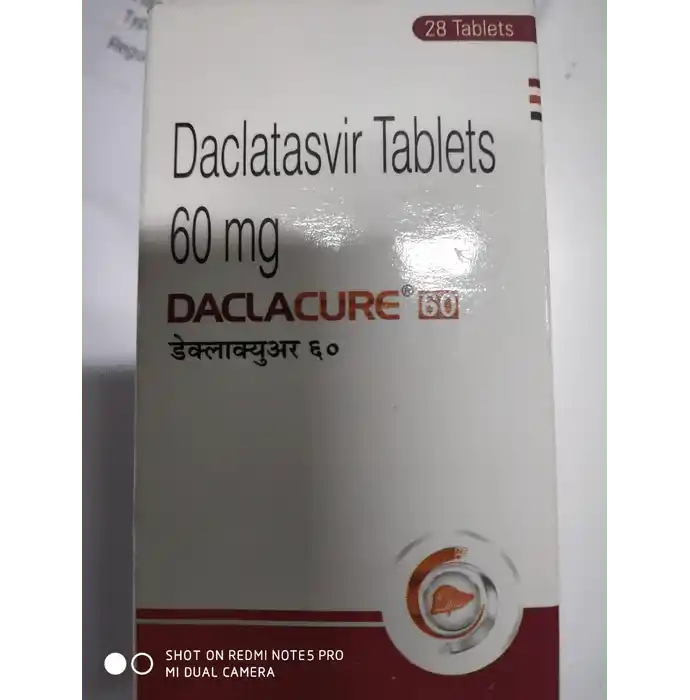 28 Tablets
Daclatasvir Tablets
60 mg
DACLACURE® 60
डेक्लाक्युअर ६०
SHOT ON REDMI NOTE5 PRO
MI DUAL CAMERA